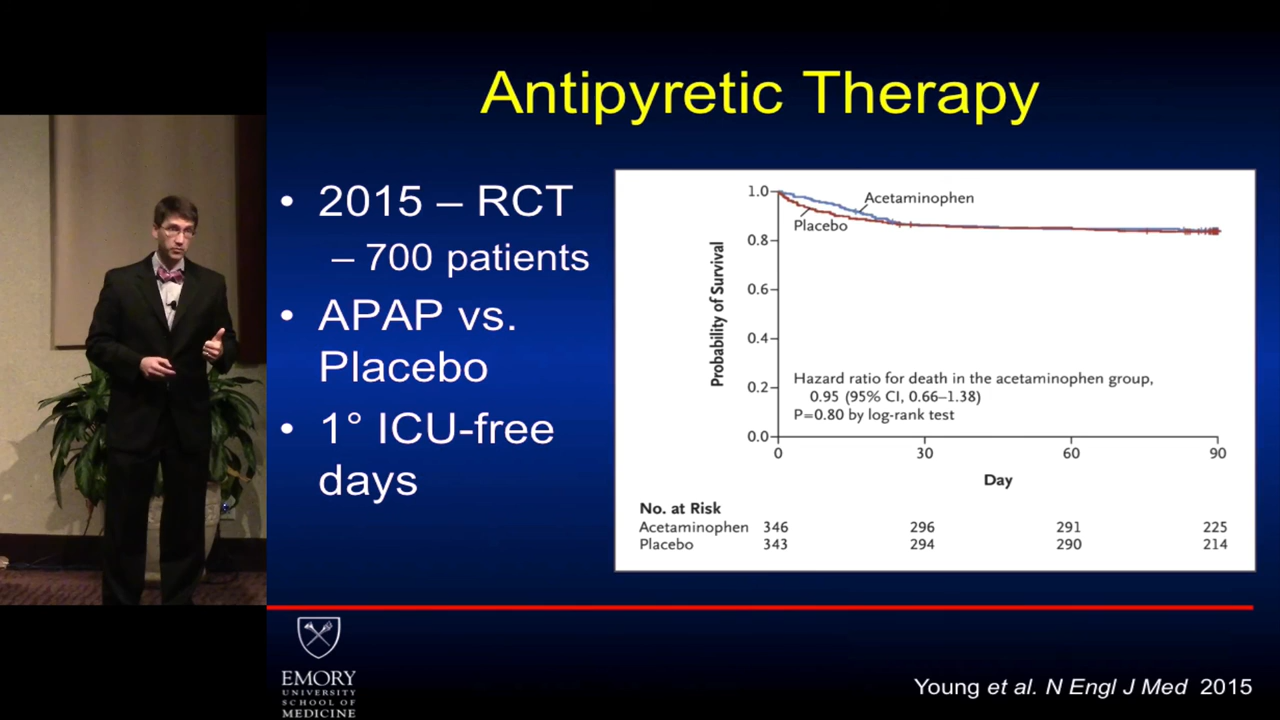 Antipyretic Therapy
• 2015 – RCT
– 700 patients
• APAP vs.
Placebo
• 1° ICU-free
days
Probability of Survival
1.0
0.8
0.6
0.4
0.2
0.0
Acetaminophen
Placebo
Hazard ratio for death in the acetaminophen group,
0.95 (95% CI, 0.66–1.38)
P=0.80 by log-rank test
0 30 60 90
Day
No. at Risk
Acetaminophen 346 296 291 225
Placebo 343 294 290 214
EMORY
UNIVERSITY
SCHOOL OF
MEDICINE
Young et al. N Engl J Med 2015